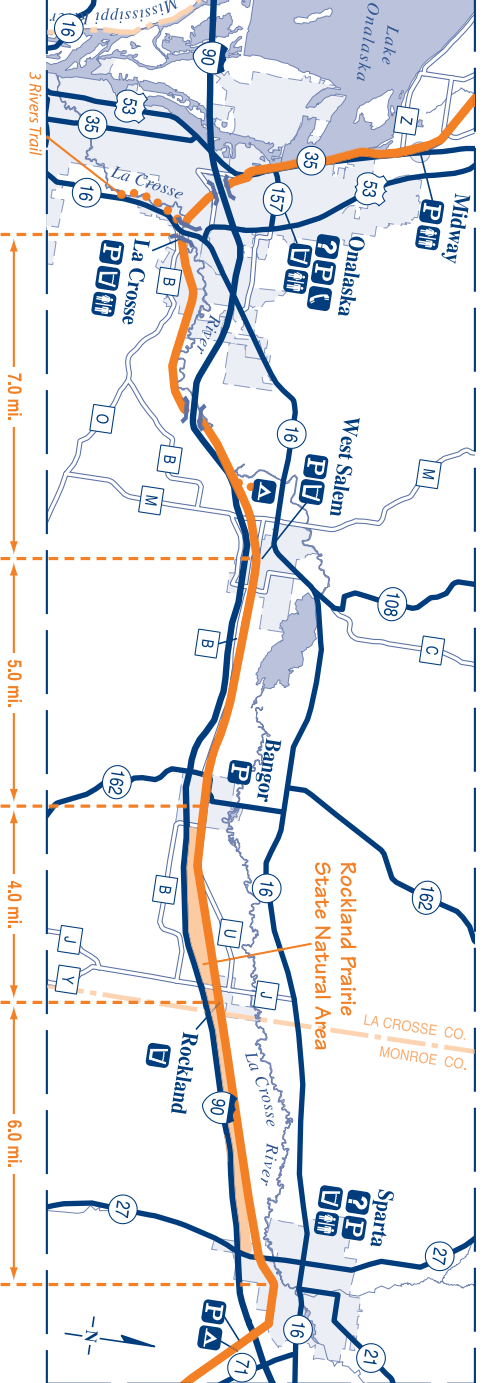 Mississippi River
Lake
Onalaska
16
90
53
35
3 Rivers Trail
La Crosse
16
Z
35
157
53
Midway
P
Onalaska
? P
La Crosse
P
B
River
O
B
M
16
West Salem
P
M
108
C
B
Bangor
P
162
162
16
B
U
J
Y
J
Rockland Prairie
State Natural Area
LA CROSSE CO.
MONROE CO.
Rockland
90
La Crosse River
Sparta
? P
27
27
16
21
71
P
-N-
7.0 mi.
5.0 mi.
4.0 mi.
6.0 mi.